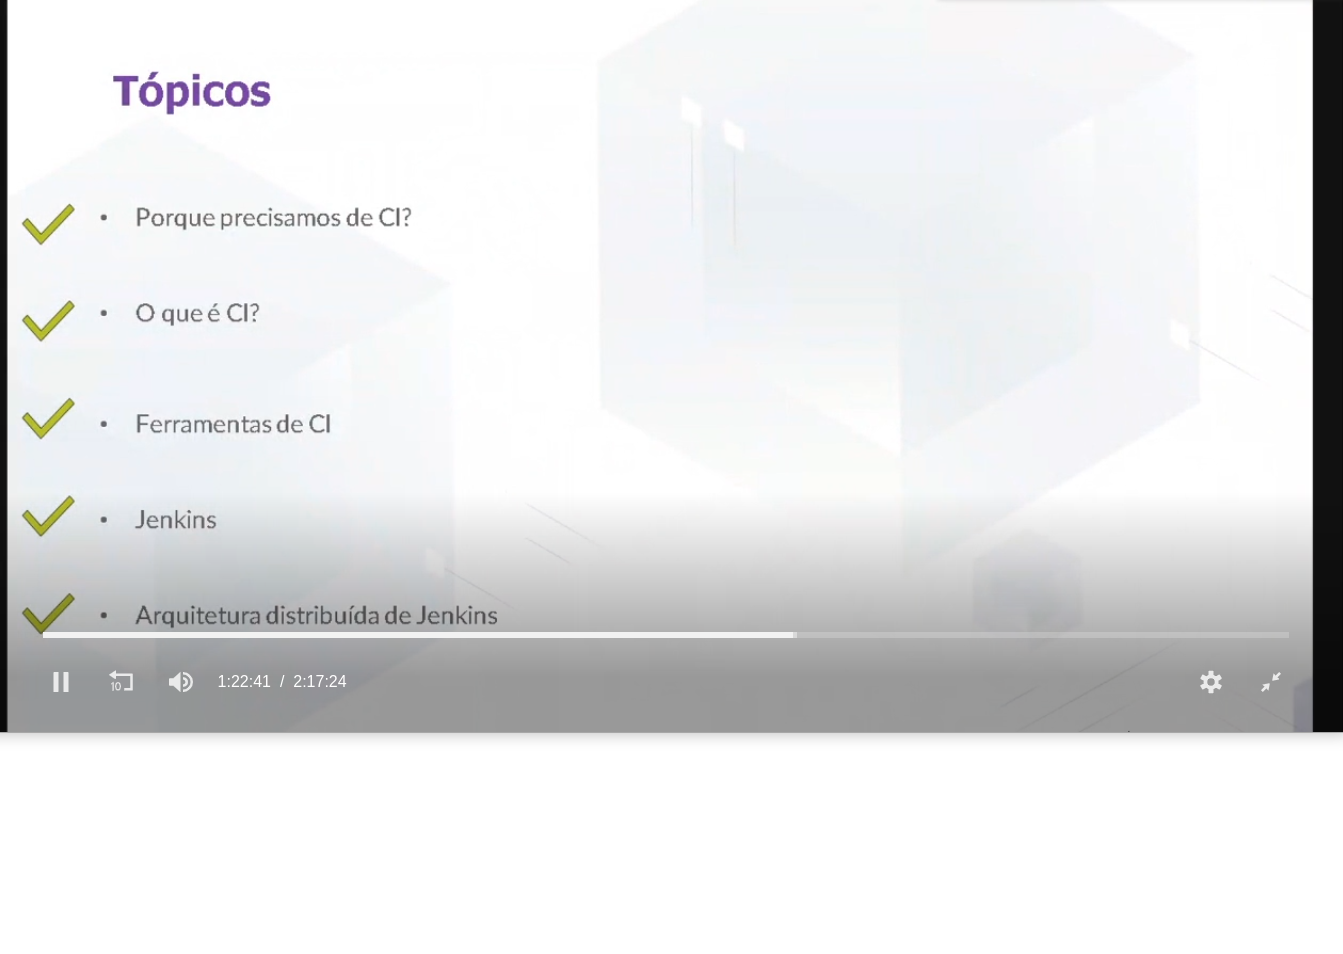 Tópicos
• Porque precisamos de CI?
• O que é CI?
• Ferramentas de CI
• Jenkins
• Arquitetura distribuída de Jenkins
10 1:22:41 / 2:17:24